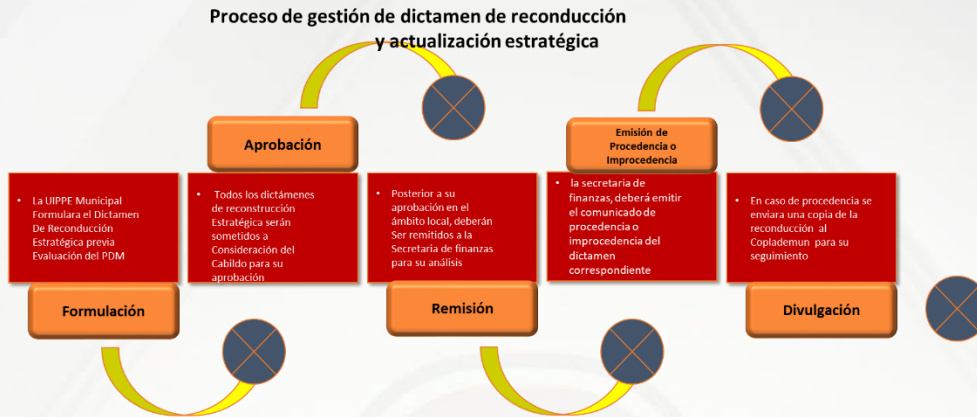 Proceso de gestión de dictamen de reconducción
y actualización estratégica
Aprobación
Emisión de
Procedencia o
Improcedencia
• La UIPPE Municipal
Formulara el Dictamen
De Reconducción
Estratégica previa
Evaluación del PDM
• Todos los dictámenes
de reconstrucción
Estratégica serán
sometidos a
Consideración del
Cabildo para su
aprobación
• Posterior a su
aprobación en el
ámbito local, deberán
Ser remitidos a la
Secretaria de finanzas
para su análisis
• la secretaria de
finanzas, deberá emitir
el comunicado de
procedencia o
improcedencia del
dictamen
correspondiente
• En caso de procedencia se
enviara una copia de la
reconducción al
Coplademun para su
seguimiento
Formulación
Remisión
Divulgación